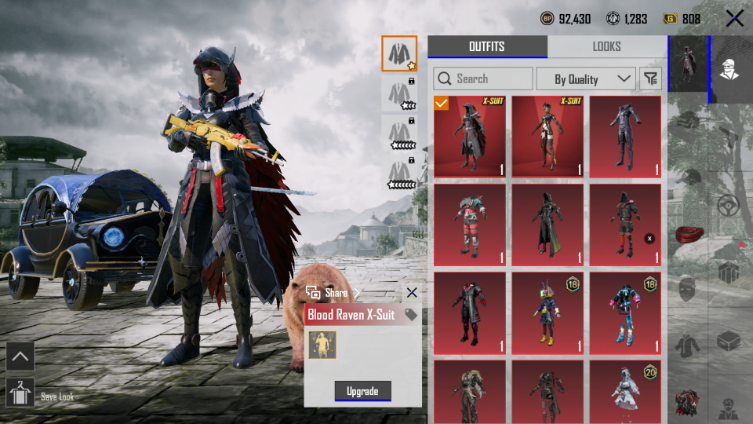 92,430 1,283 808
OUTFITS LOOKS
Search By Quality
X-SUIT X-SUIT
1 1 1
1 1 x 1
18 18
1 1 1
20
Share
Blood Raven X-Suit
Upgrade
Save Look